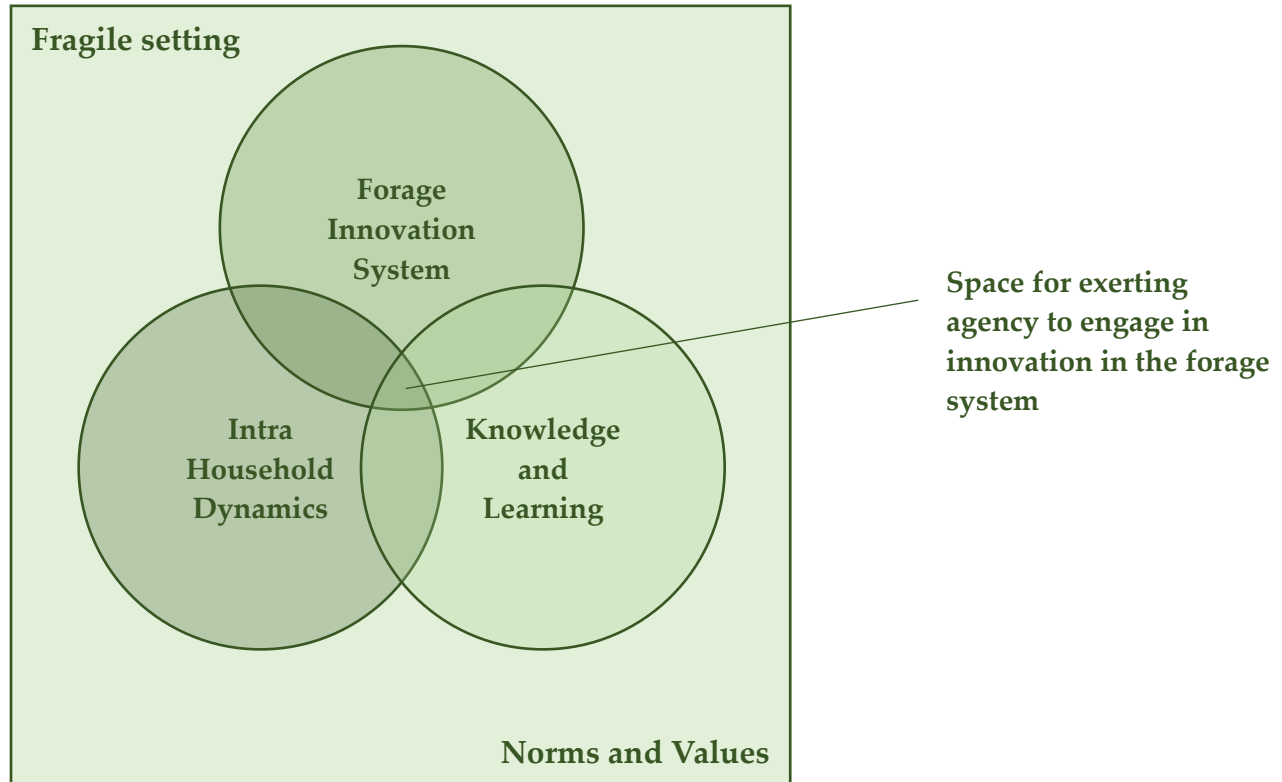 Fragile setting
Forage
Innovation
System
Space for exerting
agency to engage in
innovation in the forage
system
Intra
Household
Dynamics
Knowledge
and
Learning
Norms and Values